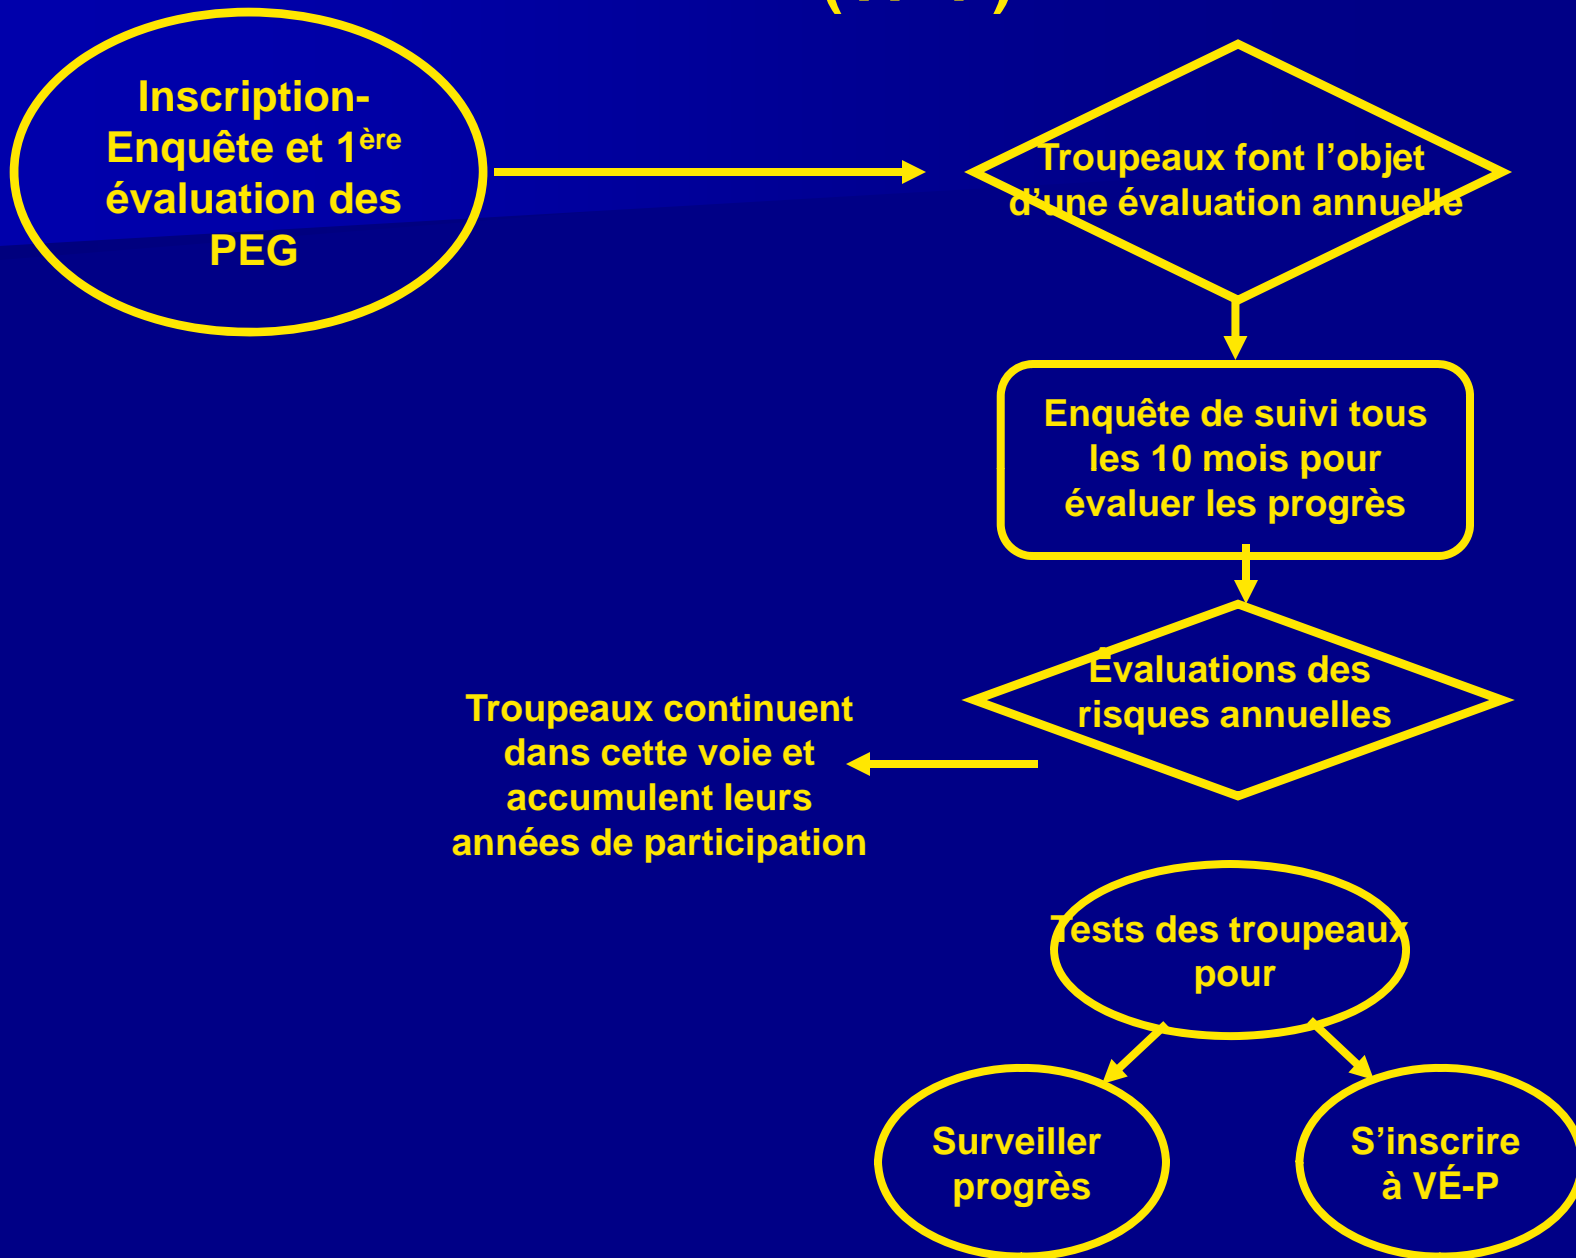 Inscription-
Enquête et 1ère
évaluation des
PEG
Troupeaux font l’objet
d’une évaluation annuelle
Enquête de suivi tous
les 10 mois pour
évaluer les progrès
Évaluations des
risques annuelles
Troupeaux continuent
dans cette voie et
accumulent leurs
années de participation
Tests des troupeaux
pour
Surveiller
progrès
S’inscrire
à VÉ-P